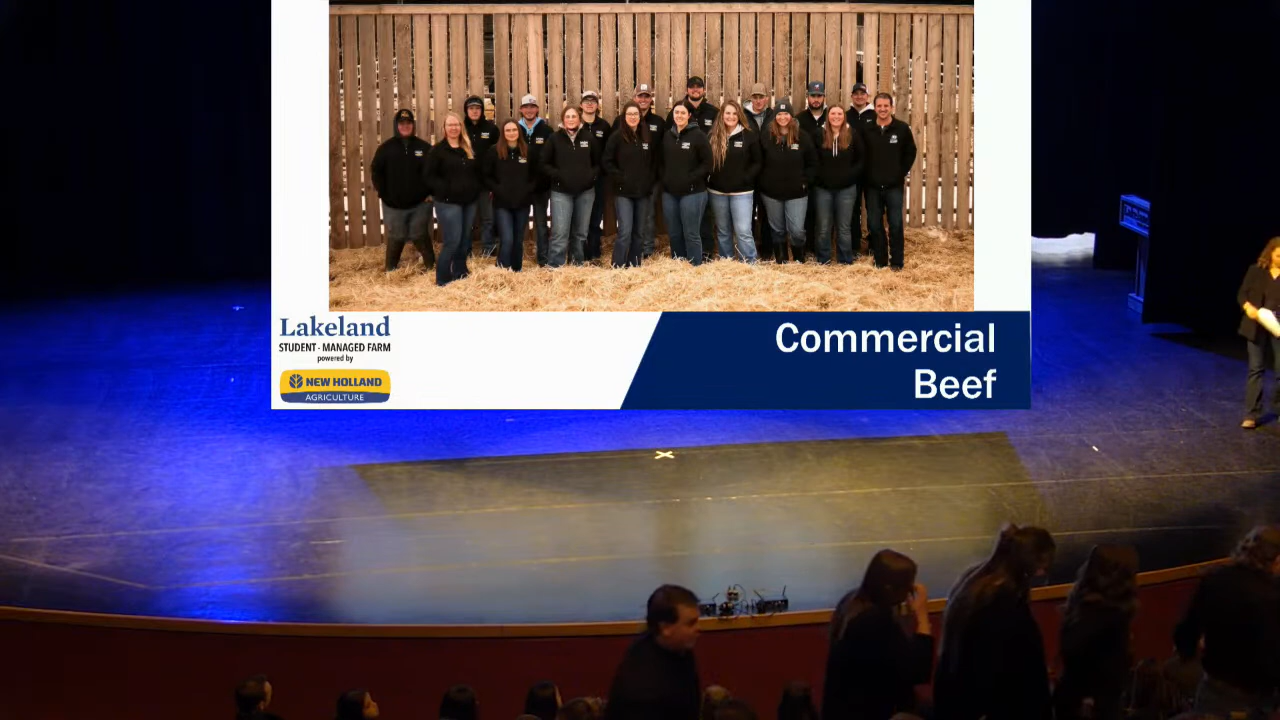 Lakeland
STUDENT - MANAGED FARM
powered by
NEW HOLLAND
AGRICULTURE
Commercial
Beef